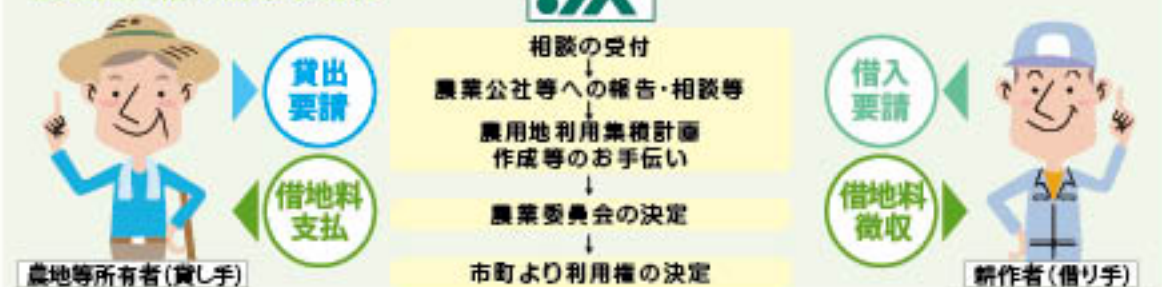 貸出
要請
借地料
支払
農地等所有者(貸し手)
相談の受付
↓
農業公社等への報告・相談等
↓
農用地利用集積計画
作成等のお手伝い
↓
農業委員会の決定
↓
市町より利用権の決定
借入
要請
借地料
徴収
耕作者(借り手)